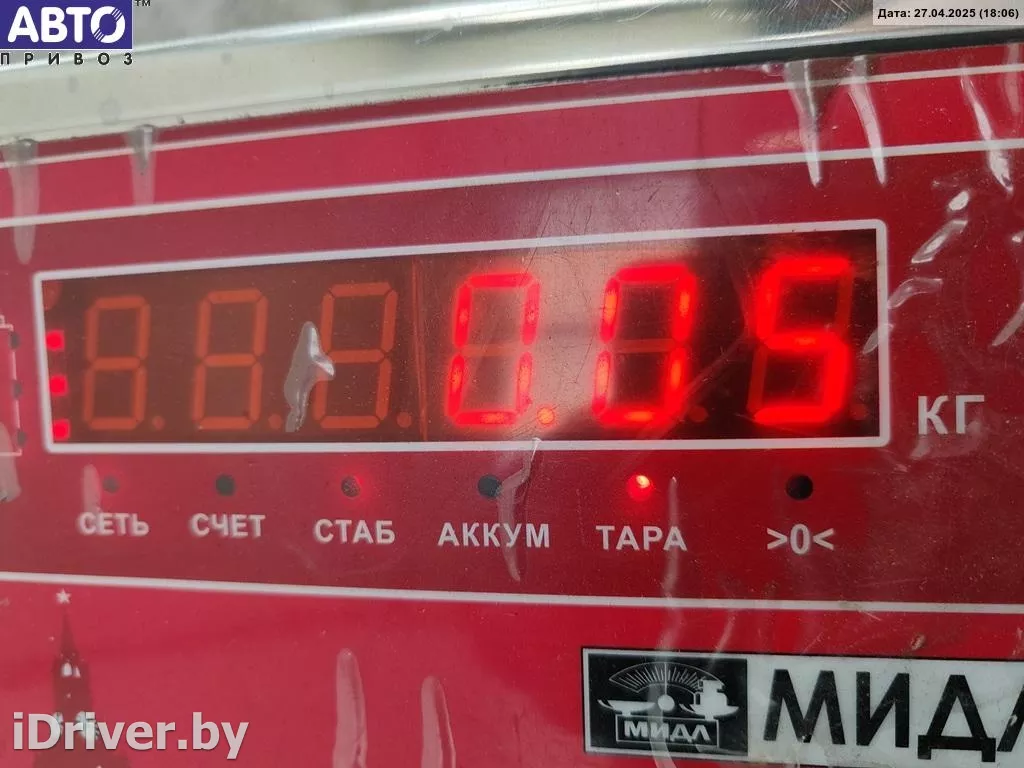 АВТО™
ПРИВОЗ
Дата: 27.04.2025 (18:06)
0.05
КГ
СЕТЬ СЧЕТ СТАБ АККУМ ТАРА >0<
МИДЛ МИДЛ
iDriver.by